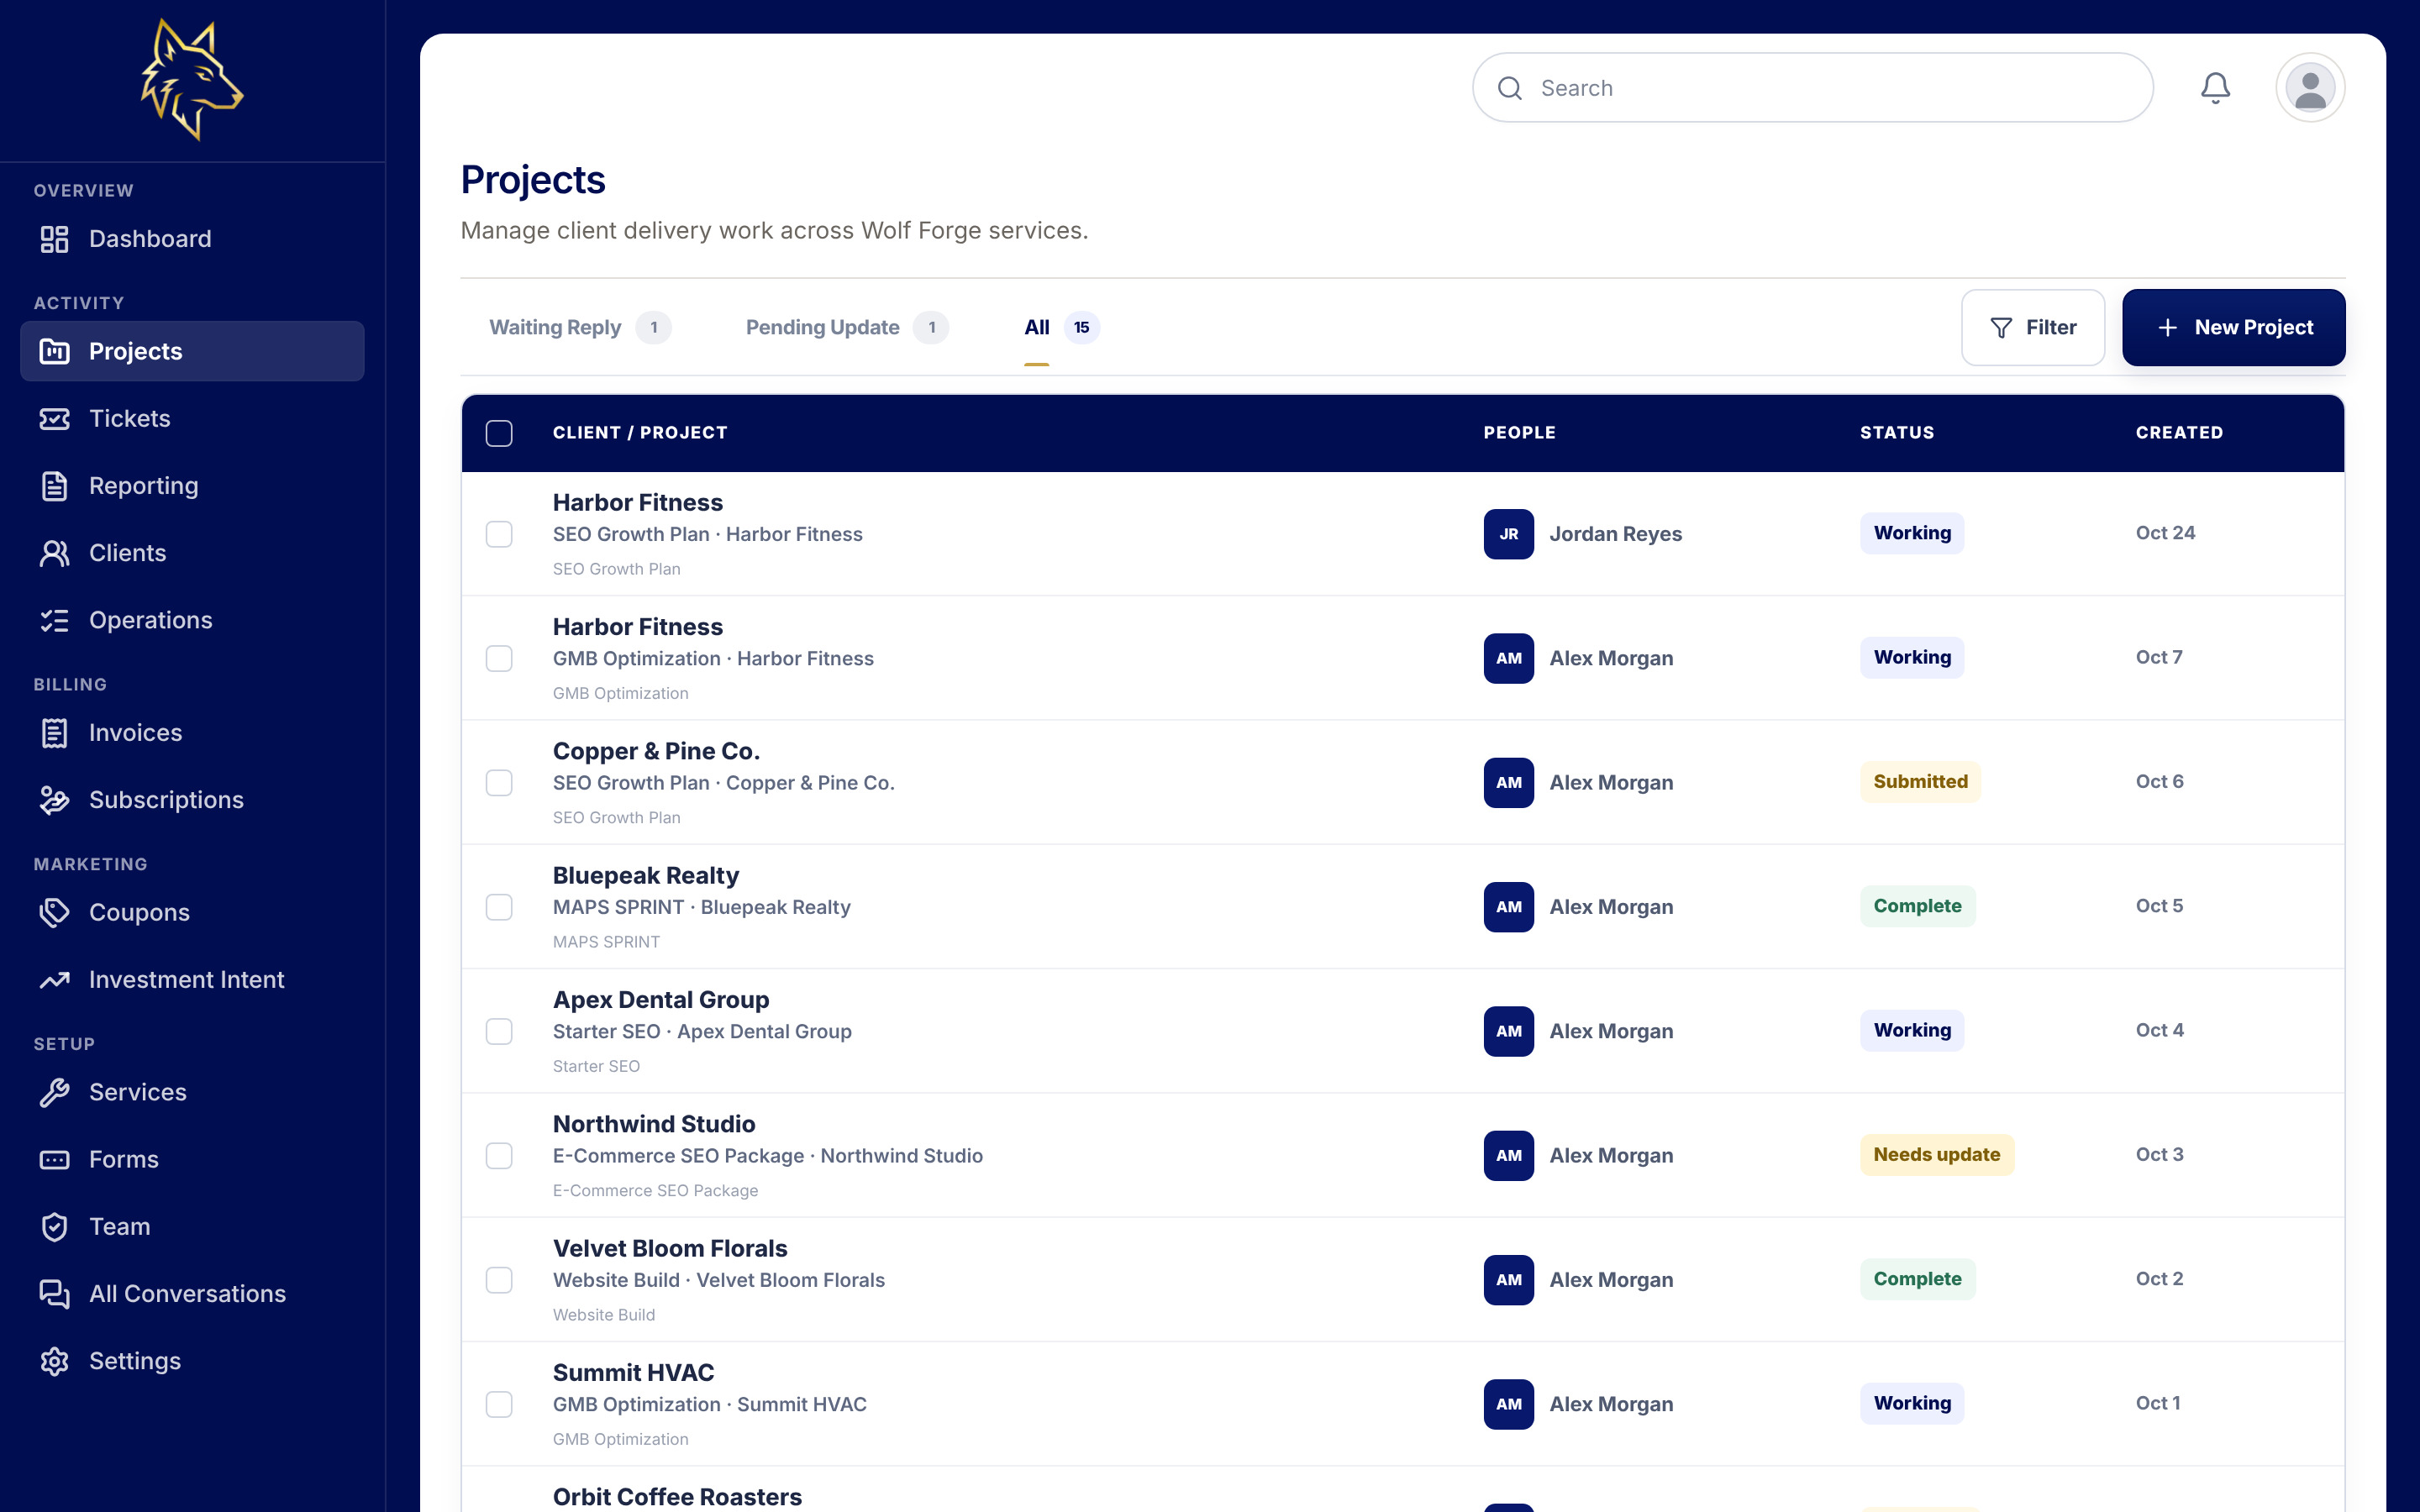 OVERVIEW
Dashboard
ACTIVITY
Projects
Tickets
Reporting
Clients
Operations
BILLING
Invoices
Subscriptions
MARKETING
Coupons
Investment Intent
SETUP
Services
Forms
Team
All Conversations
Settings
Search
Projects
Manage client delivery work across Wolf Forge services.
Waiting Reply 1 Pending Update 1 All 15 Filter + New Project
CLIENT / PROJECT PEOPLE STATUS CREATED
Harbor Fitness
SEO Growth Plan · Harbor Fitness
SEO Growth Plan
JR Jordan Reyes Working Oct 24
Harbor Fitness
GMB Optimization · Harbor Fitness
GMB Optimization
AM Alex Morgan Working Oct 7
Copper & Pine Co.
SEO Growth Plan · Copper & Pine Co.
SEO Growth Plan
AM Alex Morgan Submitted Oct 6
Bluepeak Realty
MAPS SPRINT · Bluepeak Realty
MAPS SPRINT
AM Alex Morgan Complete Oct 5
Apex Dental Group
Starter SEO · Apex Dental Group
Starter SEO
AM Alex Morgan Working Oct 4
Northwind Studio
E-Commerce SEO Package · Northwind Studio
E-Commerce SEO Package
AM Alex Morgan Needs update Oct 3
Velvet Bloom Florals
Website Build · Velvet Bloom Florals
Website Build
AM Alex Morgan Complete Oct 2
Summit HVAC
GMB Optimization · Summit HVAC
GMB Optimization
AM Alex Morgan Working Oct 1
Orbit Coffee Roasters